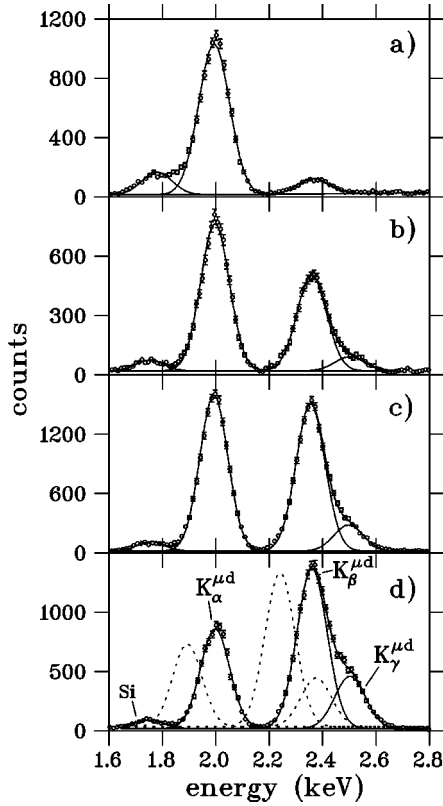 1200
a)
800
400
0
b)
600
300
0
c)
1200
600
0
d)
K_α^μd
K_β^μd
1000
K_γ^μd
500
Si
0
1.6 1.8 2.0 2.2 2.4 2.6 2.8
energy (keV)
counts